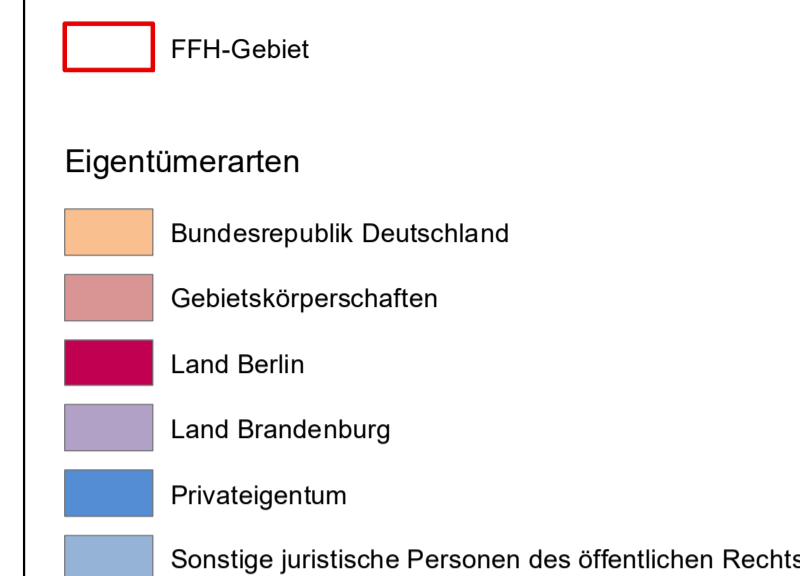 FFH-Gebiet
Eigentümerarten
Bundesrepublik Deutschland
Gebietskörperschaften
Land Berlin
Land Brandenburg
Privateigentum
Sonstige juristische Personen des öffentlichen Rechts